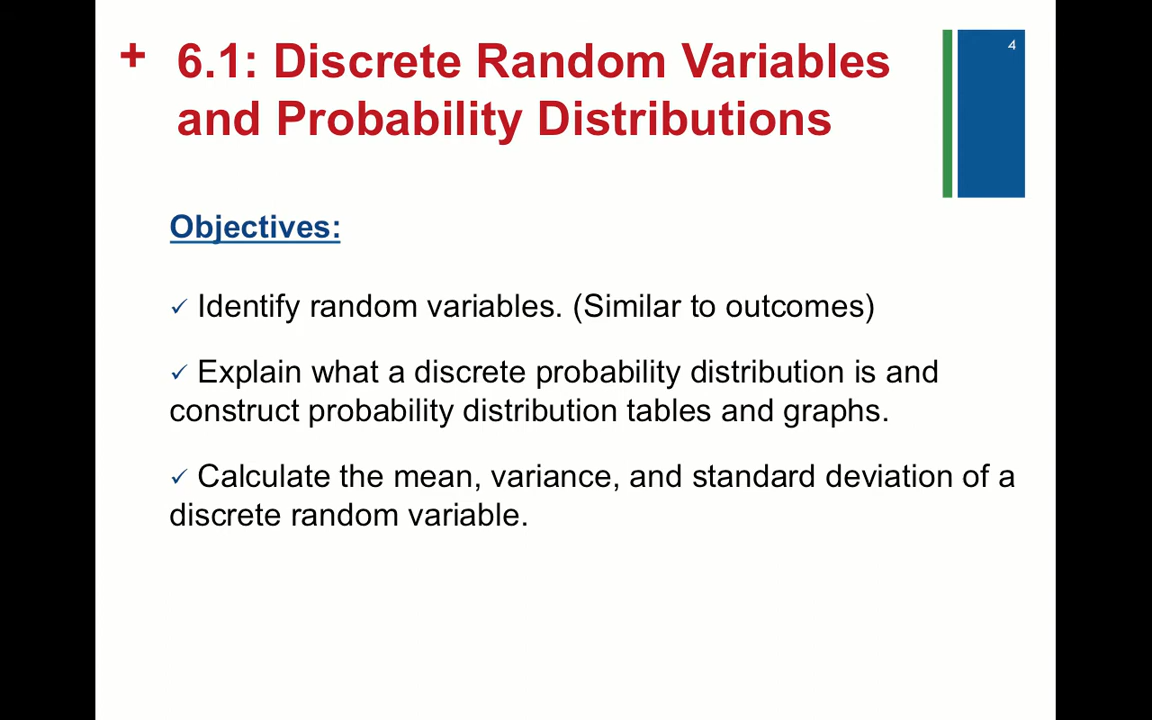 + 6.1: Discrete Random Variables
and Probability Distributions
4
Objectives:
✓ Identify random variables. (Similar to outcomes)
✓ Explain what a discrete probability distribution is and
construct probability distribution tables and graphs.
✓ Calculate the mean, variance, and standard deviation of a
discrete random variable.